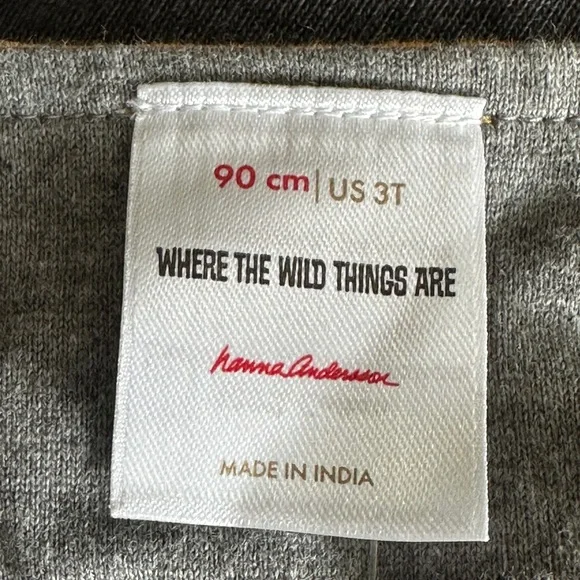 90 cm | US 3T
WHERE THE WILD THINGS ARE
hanna andersson
MADE IN INDIA